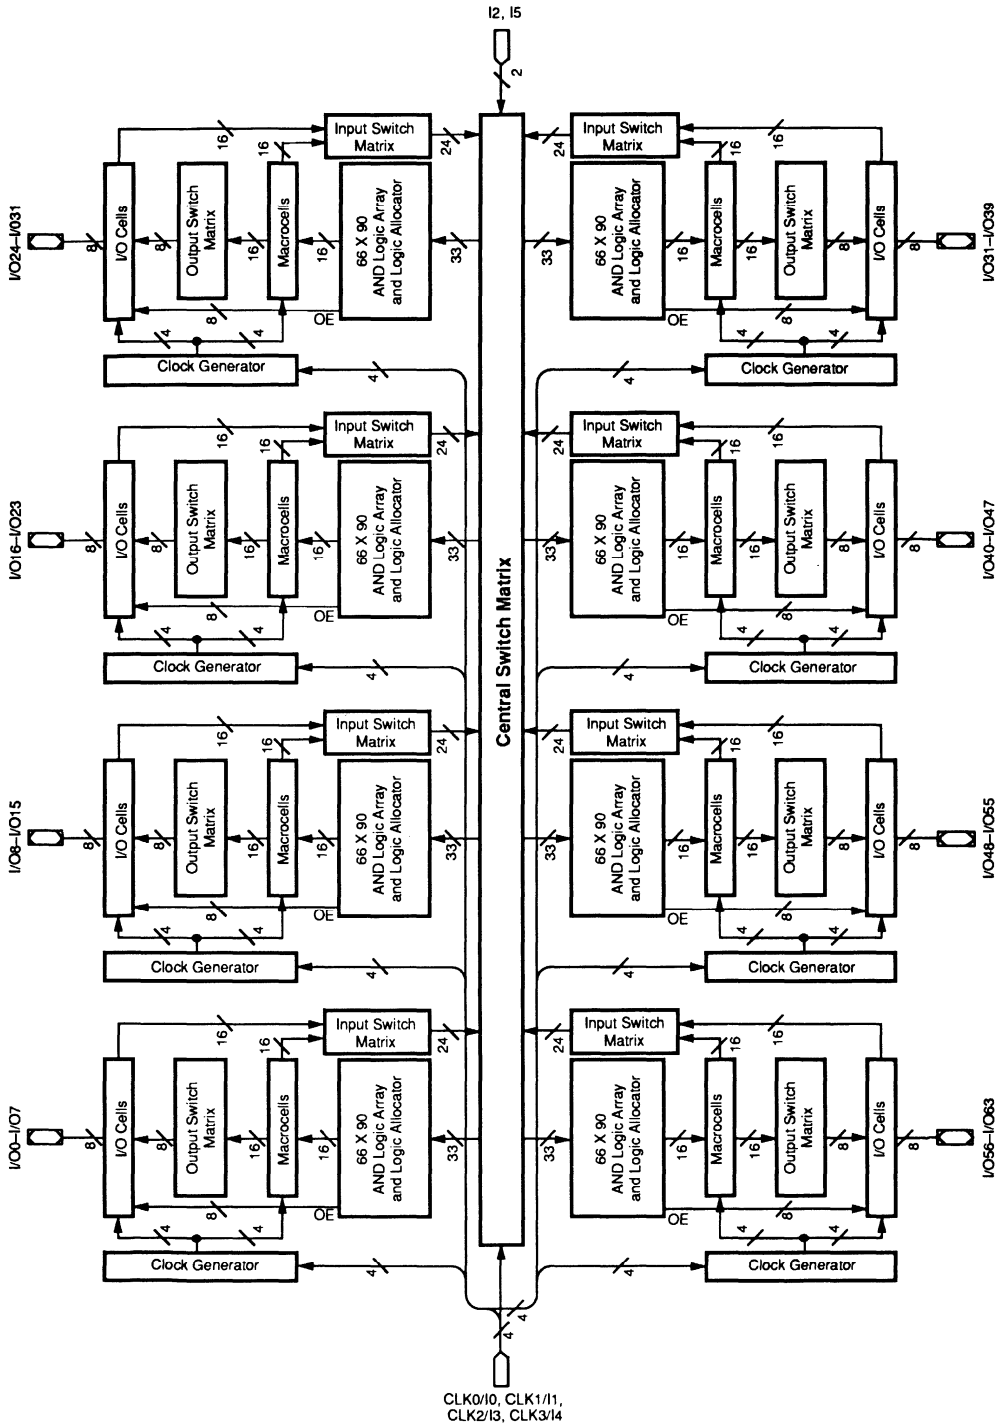 I2, I5
2
I/O24–I/031
16
16
Input Switch
Matrix
24
8
I/O Cells
8
Output Switch
Matrix
16
Macrocells
16
66 X 90
AND Logic Array
and Logic Allocator
33
4
8
4
OE
Clock Generator
4
24
Input Switch
Matrix
16
16
33
66 X 90
AND Logic Array
and Logic Allocator
16
Macrocells
16
Output Switch
Matrix
8
I/O Cells
8
I/O31–I/O39
OE
8
4
4
4
Clock Generator
I/O16–I/O23
16
16
Input Switch
Matrix
24
8
I/O Cells
8
Output Switch
Matrix
16
Macrocells
16
66 X 90
AND Logic Array
and Logic Allocator
33
4
8
4
OE
Clock Generator
4
24
Input Switch
Matrix
16
16
33
66 X 90
AND Logic Array
and Logic Allocator
16
Macrocells
16
Output Switch
Matrix
8
I/O Cells
8
I/O40–I/O47
OE
8
4
4
4
Clock Generator
Central Switch Matrix
I/O8–I/O15
16
16
Input Switch
Matrix
24
8
I/O Cells
8
Output Switch
Matrix
16
Macrocells
16
66 X 90
AND Logic Array
and Logic Allocator
33
4
8
4
OE
Clock Generator
4
24
Input Switch
Matrix
16
16
33
66 X 90
AND Logic Array
and Logic Allocator
16
Macrocells
16
Output Switch
Matrix
8
I/O Cells
8
I/O48–I/O55
OE
8
4
4
4
Clock Generator
I/O0–I/O7
16
16
Input Switch
Matrix
24
8
I/O Cells
8
Output Switch
Matrix
16
Macrocells
16
66 X 90
AND Logic Array
and Logic Allocator
33
4
8
4
OE
Clock Generator
4
24
Input Switch
Matrix
16
16
33
66 X 90
AND Logic Array
and Logic Allocator
16
Macrocells
16
Output Switch
Matrix
8
I/O Cells
8
I/O56–I/O63
OE
8
4
4
4
Clock Generator
4
4
CLK0/I0, CLK1/I1,
CLK2/I3, CLK3/I4